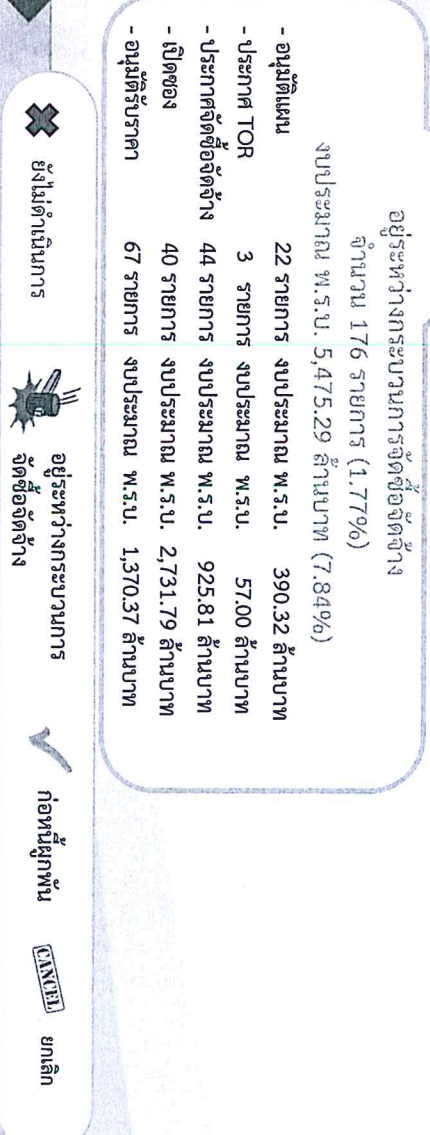 อยู่ระหว่างกระบวนการจัดซื้อจัดจ้าง
จำนวน 176 รายการ (1.77%)
งบประมาณ พ.ร.บ. 5,475.29 ล้านบาท (7.84%)
- อนุมัติแผน 22 รายการ งบประมาณ พ.ร.บ. 390.32 ล้านบาท
- ประกาศ TOR 3 รายการ งบประมาณ พ.ร.บ. 57.00 ล้านบาท
- ประกาศจัดซื้อจัดจ้าง 44 รายการ งบประมาณ พ.ร.บ. 925.81 ล้านบาท
- เปิดซอง 40 รายการ งบประมาณ พ.ร.บ. 2,731.79 ล้านบาท
- อนุมัติรับราคา 67 รายการ งบประมาณ พ.ร.บ. 1,370.37 ล้านบาท
ยังไม่ดำเนินการ
อยู่ระหว่างกระบวนการ
จัดซื้อจัดจ้าง
ก่อหนี้ผูกพัน
CANCEL ยกเลิก